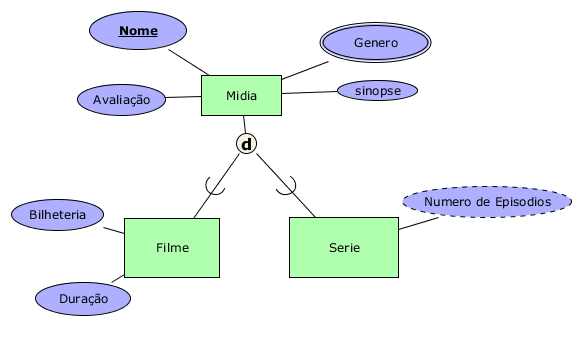 Nome
Genero
Avaliação
Midia
sinopse
d
Bilheteria
Numero de Episodios
Filme
Serie
Duração